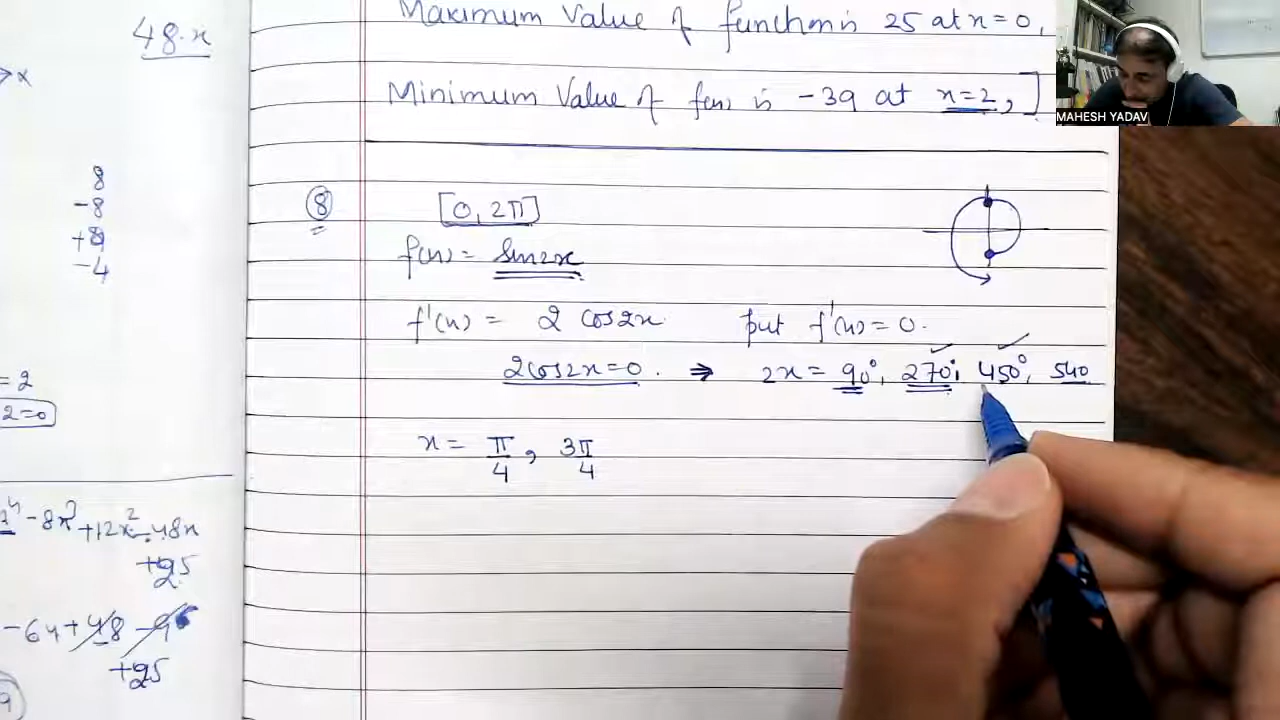 48.x
Maximum Value of function is 25 at x = 0,
Minimum Value of f(x) is -39 at x=2,]
MAHESH YADAV
8
-8
+8
-4
⑧ [0, 2π]
f(x) = Sin2x
f'(x) = 2 Cos2x. put f'(x) = 0.
2cos2x=0. ⇒ 2x = 90°, 270°, 450°, 540
x = π/4, 3π/4
= 2
2=0
-8x³+12x²-48x
+25
-64+48-96
+25